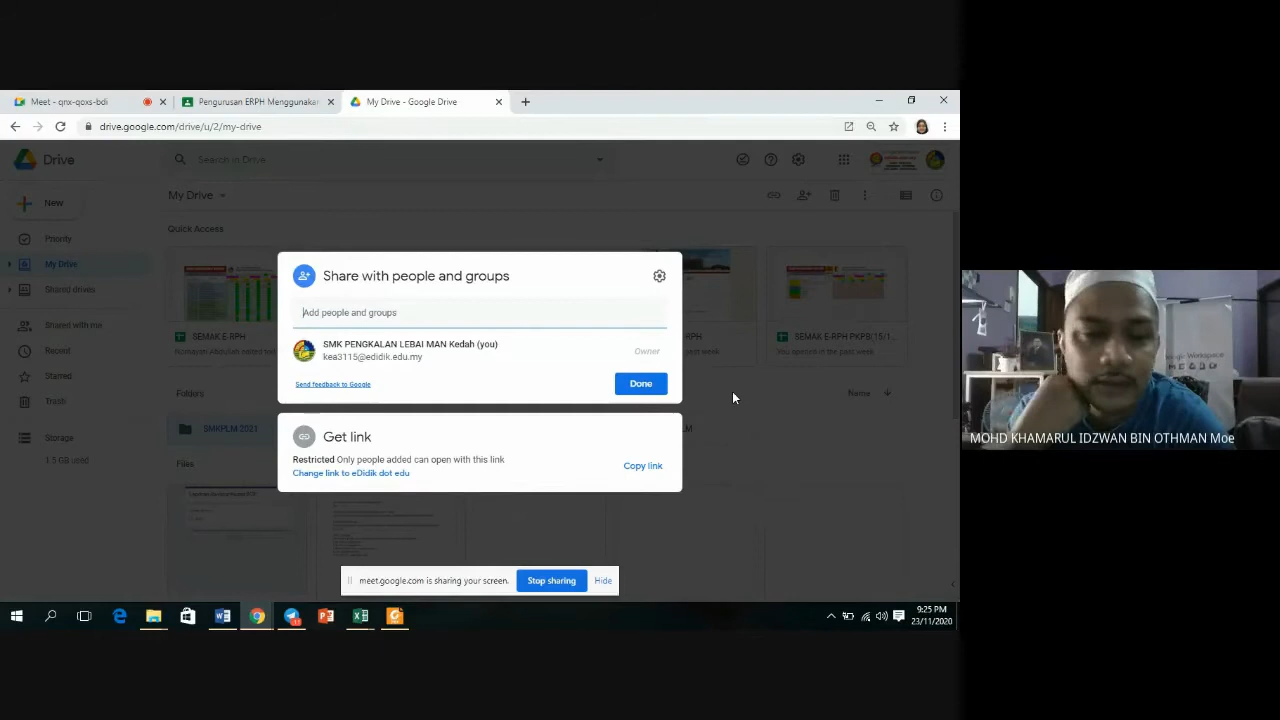 Meet - qnx-qoxs-bdi
Pengurusan ERPH Menggunakan
My Drive - Google Drive
drive.google.com/drive/u/2/my-drive
Drive
Search in Drive
New
My Drive
Quick Access
Priority
My Drive
Shared drives
Shared with me
Recent
Starred
Trash
Storage
1.5 GB used
SEMAK E-RPH
RPH
past week
SEMAK E-RPH PKPB(15/1...
You opened in the past week
Folders
Name
SMKPLM 2021
LM
Files
Share with people and groups
Add people and groups
SMK PENGKALAN LEBAI MAN Kedah (you)
kea3115@edidik.edu.my
Owner
Send feedback to Google
Done
Get link
Restricted Only people added can open with this link
Change link to eDidik dot edu
Copy link
meet.google.com is sharing your screen.
Stop sharing
Hide
9:25 PM
23/11/2020
MOHD KHAMARUL IDZWAN BIN OTHMAN Moe